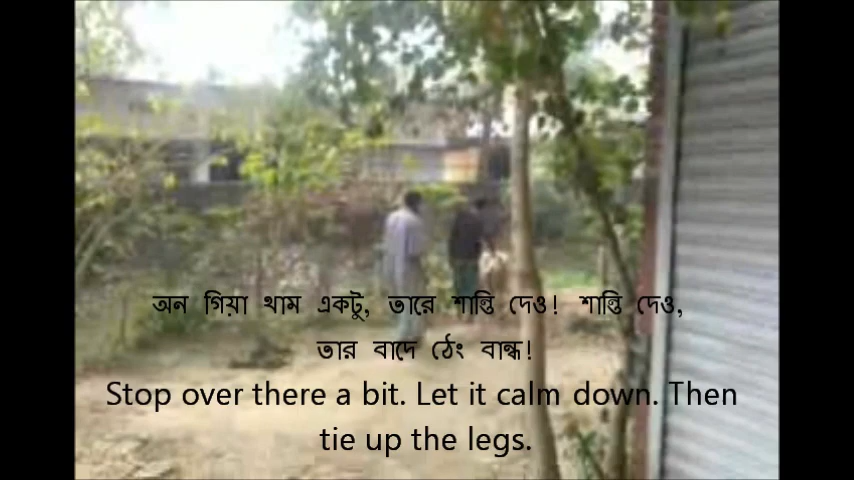 অন গিয়া থাম একটু, তারে শান্তি দেও! শান্তি দেও,
তার বাদে ঠেং বান্ধ!
Stop over there a bit. Let it calm down. Then
tie up the legs.